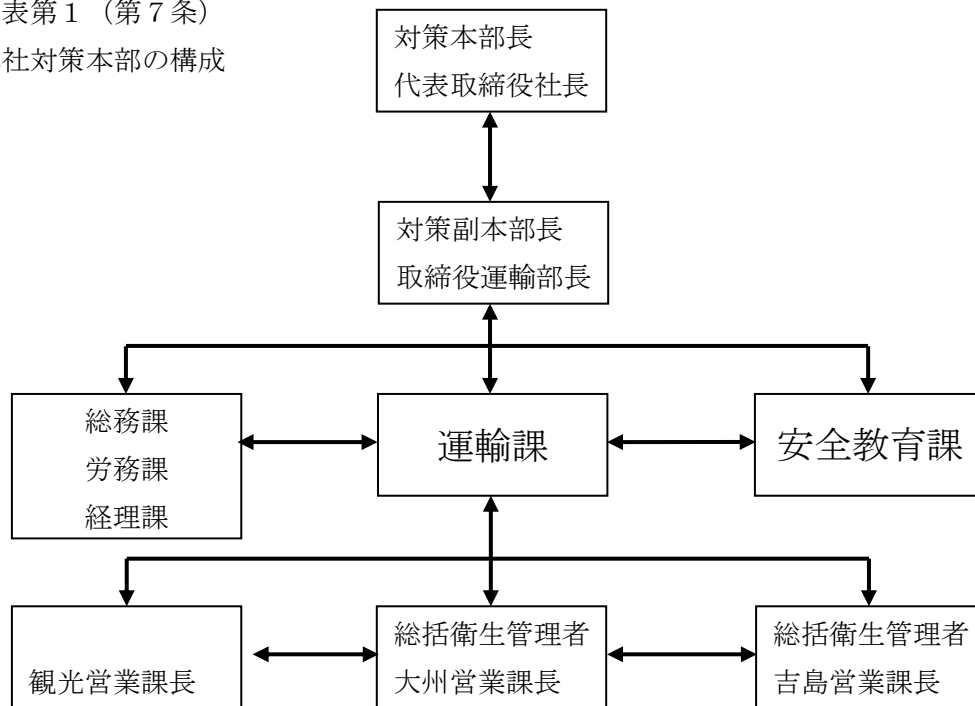 表第１（第７条）
社対策本部の構成
対策本部長
代表取締役社長
対策副本部長
取締役運輸部長
総務課
労務課
経理課
運輸課
安全教育課
観光営業課長
総括衛生管理者
大州営業課長
総括衛生管理者
吉島営業課長